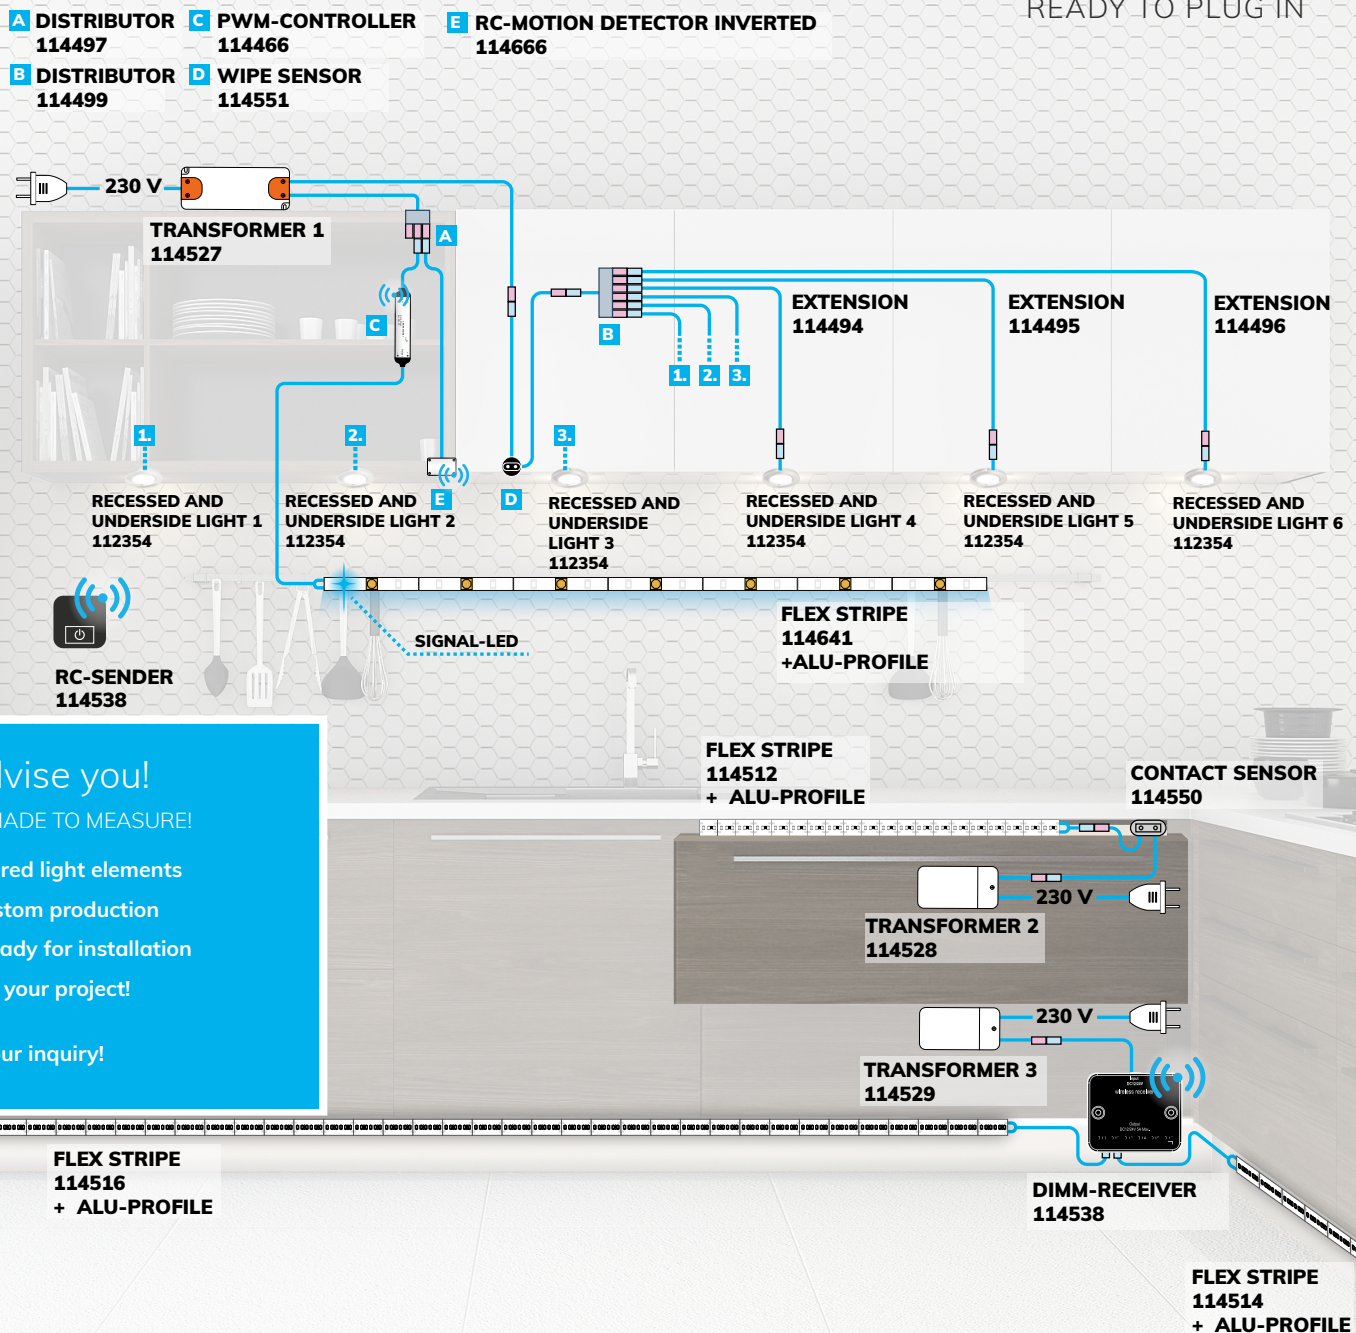 READY TO PLUG IN
A DISTRIBUTOR
114497
C PWM-CONTROLLER
114466
E RC-MOTION DETECTOR INVERTED
114666
B DISTRIBUTOR
114499
D WIPE SENSOR
114551
230 V
TRANSFORMER 1
114527
A
C
B
EXTENSION
114494
EXTENSION
114495
EXTENSION
114496
1. 2. 3.
1.
2.
3.
E
D
RECESSED AND
UNDERSIDE LIGHT 1
112354
RECESSED AND
UNDERSIDE LIGHT 2
112354
RECESSED AND
UNDERSIDE
LIGHT 3
112354
RECESSED AND
UNDERSIDE LIGHT 4
112354
RECESSED AND
UNDERSIDE LIGHT 5
112354
RECESSED AND
UNDERSIDE LIGHT 6
112354
SIGNAL-LED
FLEX STRIPE
114641
+ALU-PROFILE
RC-SENDER
114538
lvise you!
MADE TO MEASURE!
red light elements
stom production
ady for installation
your project!
ur inquiry!
FLEX STRIPE
114512
+ ALU-PROFILE
CONTACT SENSOR
114550
230 V
TRANSFORMER 2
114528
230 V
TRANSFORMER 3
114529
wireless receiver
DIMM-RECEIVER
114538
FLEX STRIPE
114516
+ ALU-PROFILE
FLEX STRIPE
114514
+ ALU-PROFILE